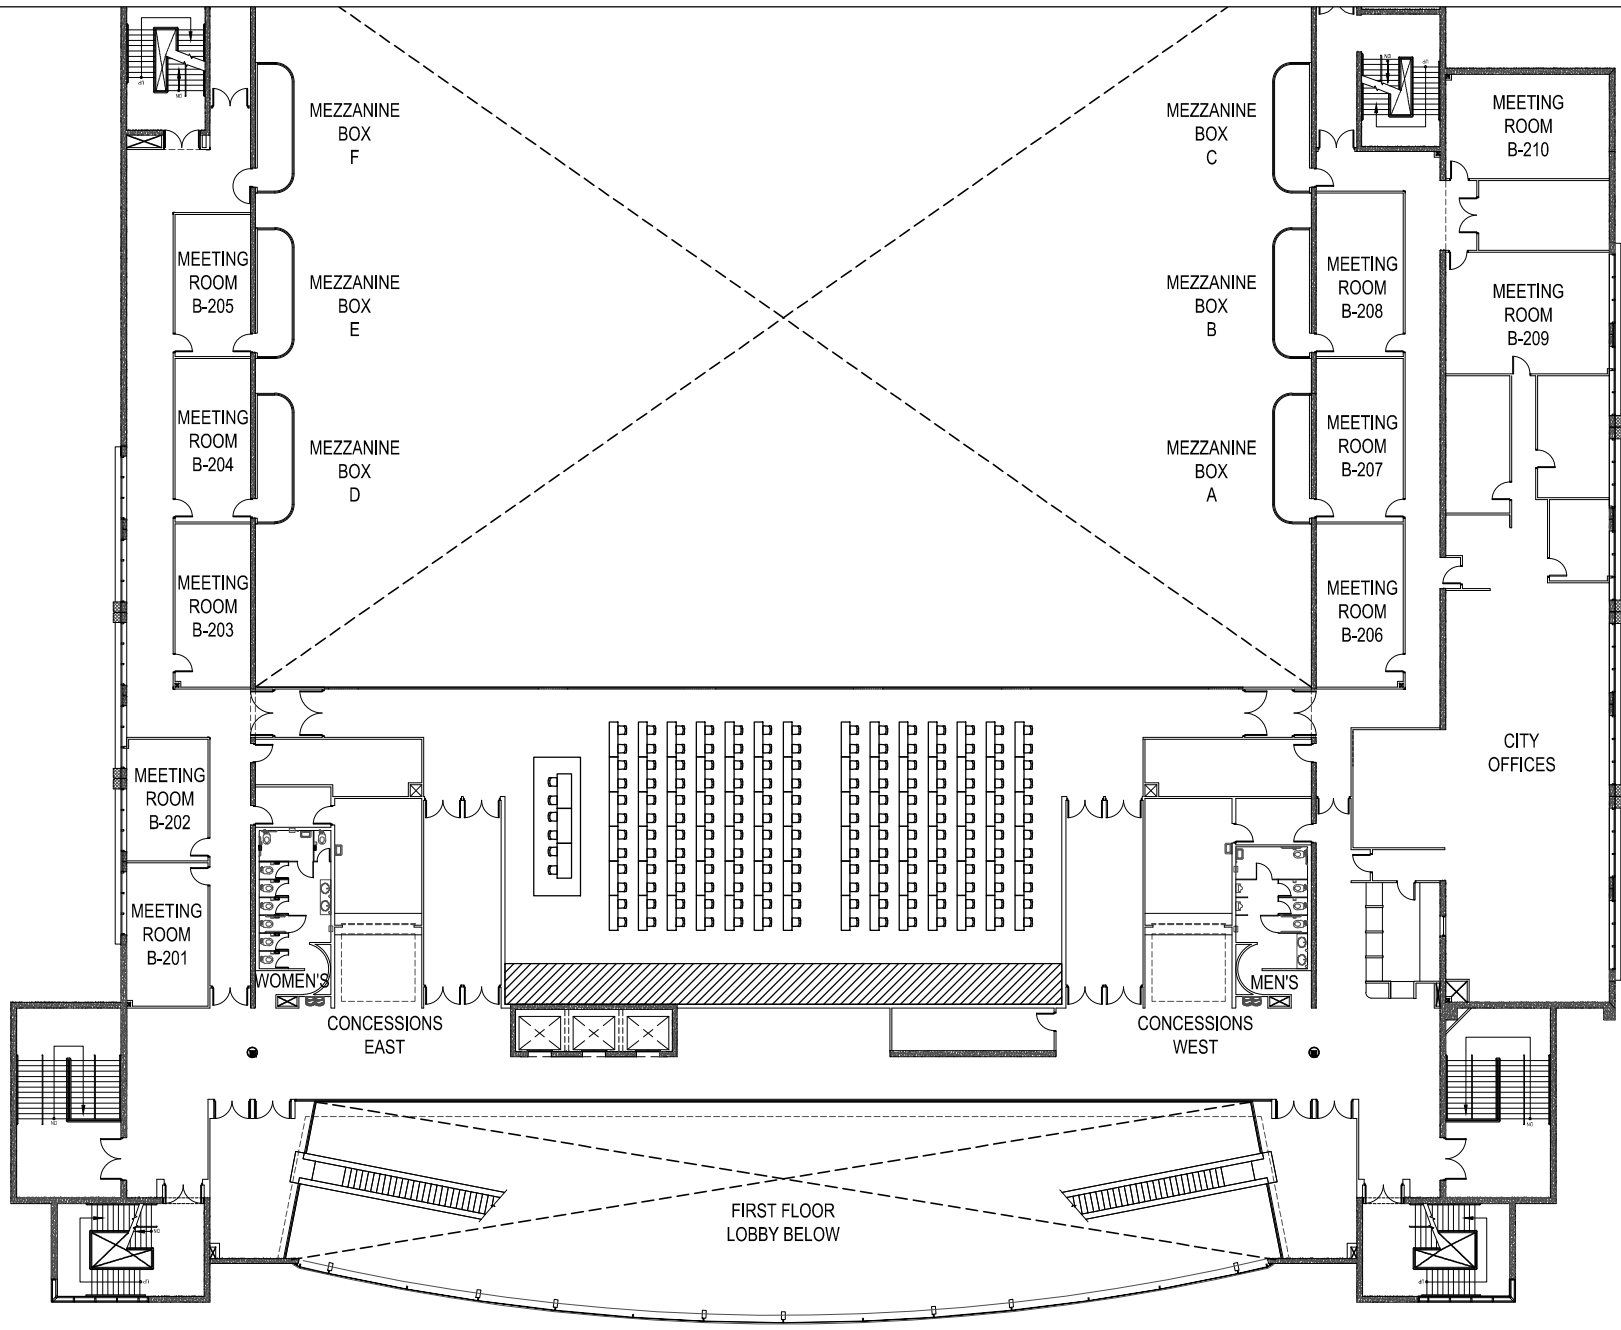 MEZZANINE
BOX
F
MEZZANINE
BOX
C
MEETING
ROOM
B-210
MEETING
ROOM
B-205
MEZZANINE
BOX
E
MEZZANINE
BOX
B
MEETING
ROOM
B-208
MEETING
ROOM
B-209
MEETING
ROOM
B-204
MEZZANINE
BOX
D
MEZZANINE
BOX
A
MEETING
ROOM
B-207
MEETING
ROOM
B-203
MEETING
ROOM
B-206
MEETING
ROOM
B-202
CITY
OFFICES
MEETING
ROOM
B-201
WOMEN'S
MEN'S
CONCESSIONS
EAST
CONCESSIONS
WEST
FIRST FLOOR
LOBBY BELOW